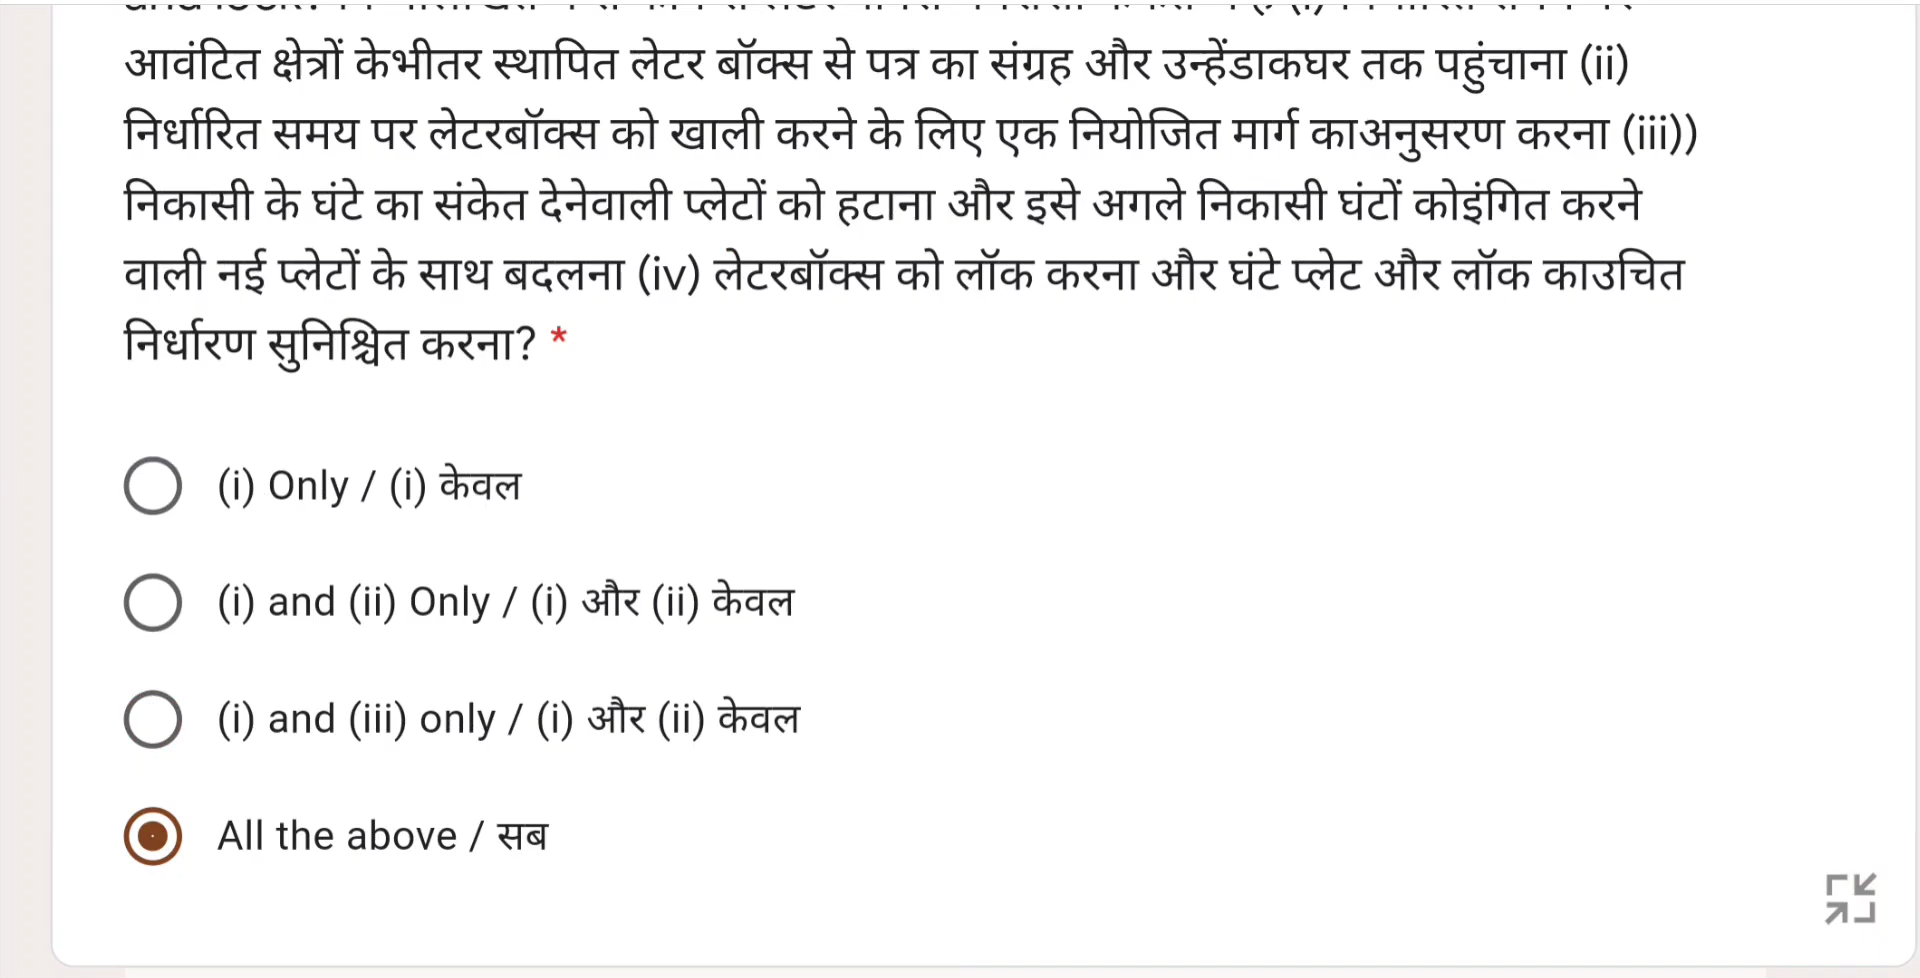 आवंटित क्षेत्रों केभीतर स्थापित लेटर बॉक्स से पत्र का संग्रह और उन्हेंडाकघर तक पहुंचाना (ii)
निर्धारित समय पर लेटरबॉक्स को खाली करने के लिए एक नियोजित मार्ग काअनुसरण करना (iii))
निकासी के घंटे का संकेत देनेवाली प्लेटों को हटाना और इसे अगले निकासी घंटों कोइंगित करने
वाली नई प्लेटों के साथ बदलना (iv) लेटरबॉक्स को लॉक करना और घंटे प्लेट और लॉक काउचित
निर्धारण सुनिश्चित करना? *
(i) Only / (i) केवल
(i) and (ii) Only / (i) और (ii) केवल
(i) and (iii) only / (i) और (ii) केवल
All the above / सब